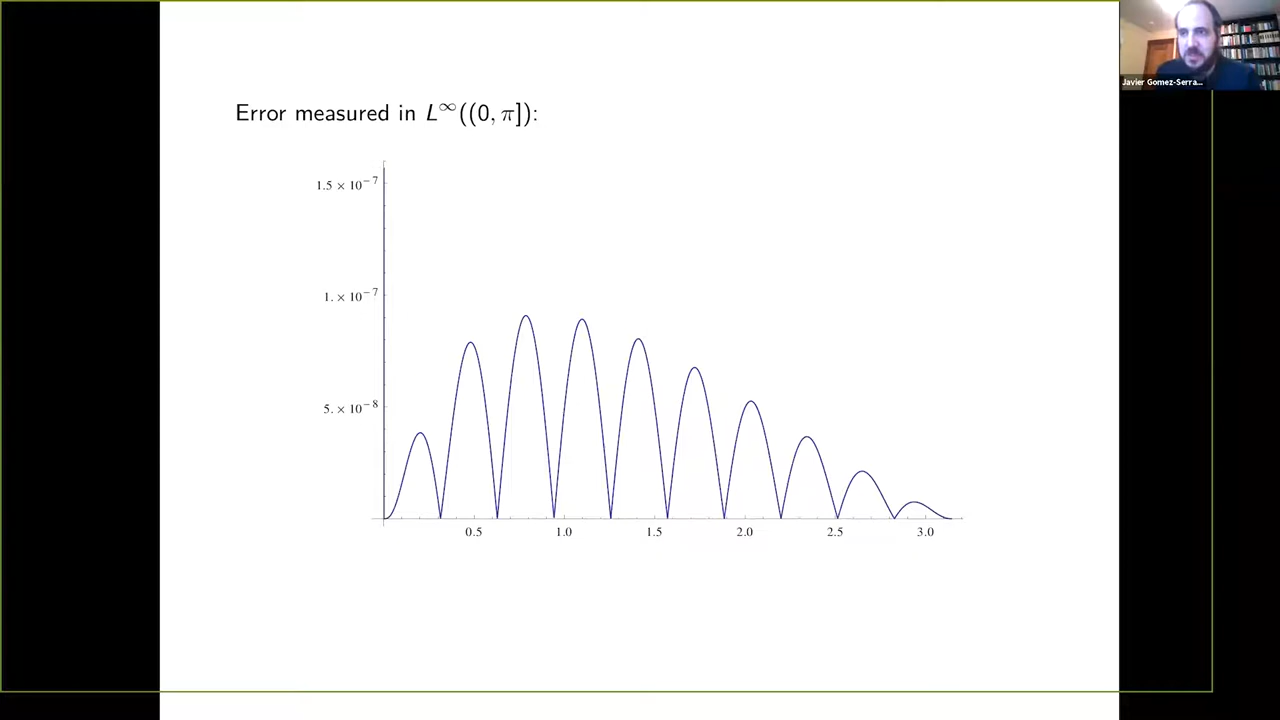 Javier Gomez-Serra...
Error measured in L^∞((0, π]):
1.5 × 10^−7
1. × 10^−7
5. × 10^−8
0.5 1.0 1.5 2.0 2.5 3.0